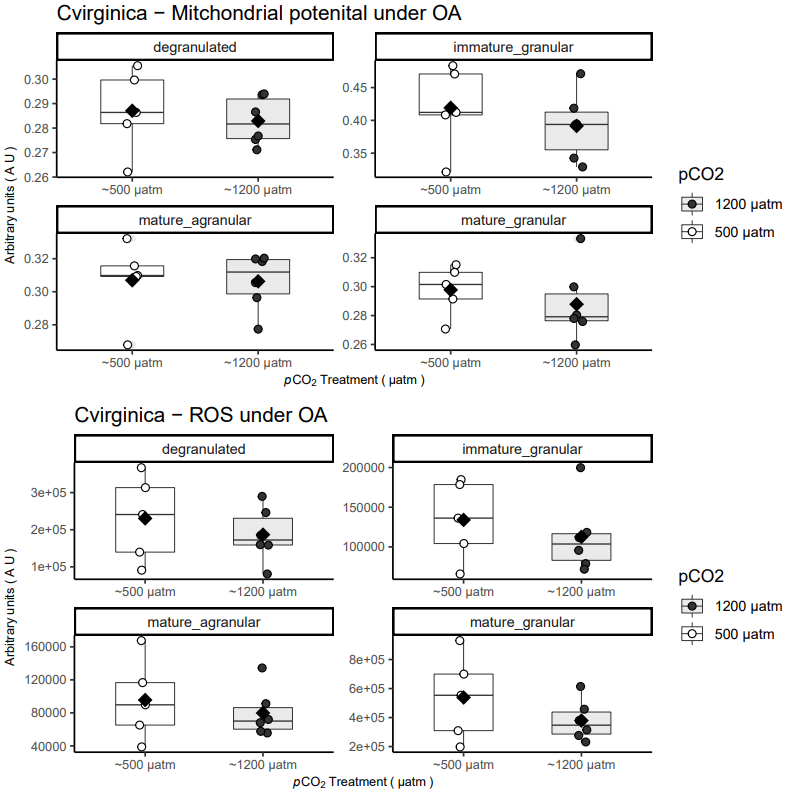 Cvirginica − Mitchondrial potenital under OA
degranulated
immature_granular
0.30
0.29
0.28
0.27
0.26
0.45
0.40
0.35
~500 µatm
~1200 µatm
~500 µatm
~1200 µatm
Arbitrary units ( A U )
mature_agranular
mature_granular
0.32
0.30
0.28
0.32
0.30
0.28
0.26
~500 µatm
~1200 µatm
~500 µatm
~1200 µatm
pCO2 Treatment ( µatm )
pCO2
1200 µatm
500 µatm
Cvirginica − ROS under OA
degranulated
immature_granular
3e+05
2e+05
1e+05
200000
150000
100000
~500 µatm
~1200 µatm
~500 µatm
~1200 µatm
Arbitrary units ( A U )
mature_agranular
mature_granular
160000
120000
80000
40000
8e+05
6e+05
4e+05
2e+05
~500 µatm
~1200 µatm
~500 µatm
~1200 µatm
pCO2 Treatment ( µatm )
pCO2
1200 µatm
500 µatm